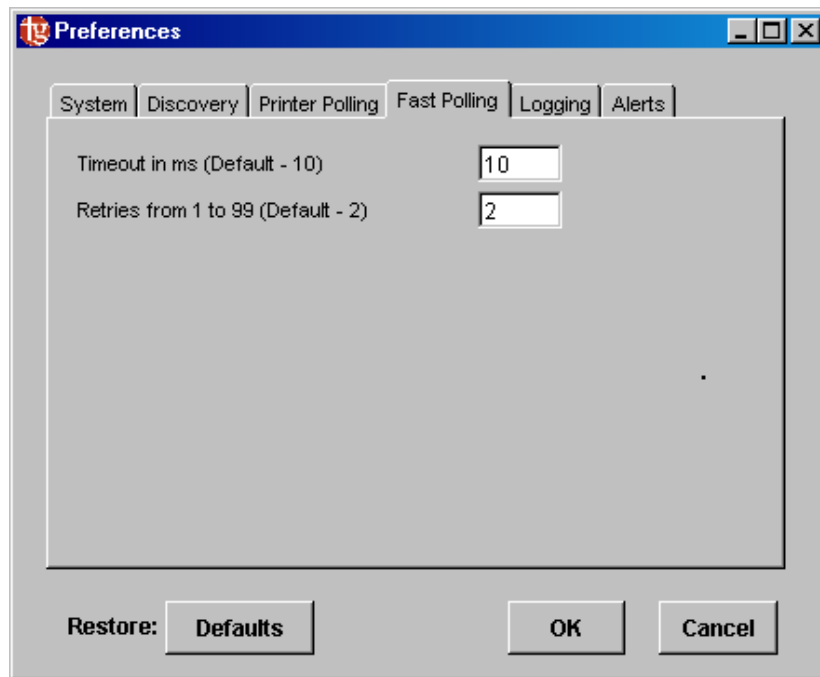 tg Preferences
System Discovery Printer Polling Fast Polling Logging Alerts
Timeout in ms (Default - 10) 10
Retries from 1 to 99 (Default - 2) 2
Restore: Defaults OK Cancel